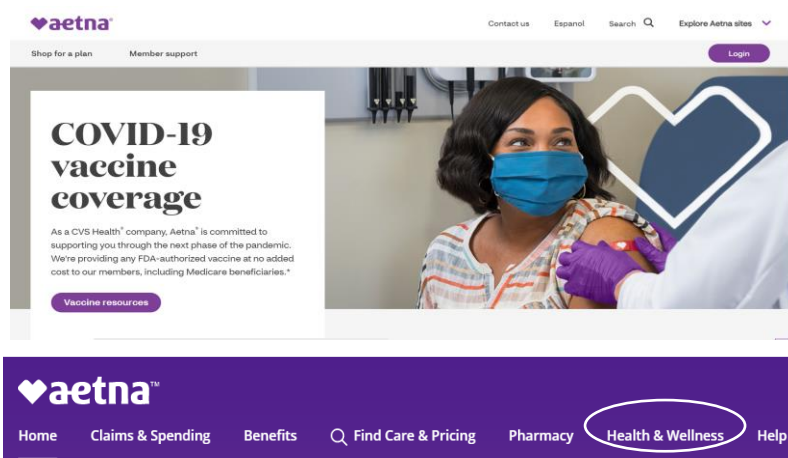 aetna®
Contact us Espanol Search Explore Aetna sites
Shop for a plan Member support Login
COVID-19
vaccine
coverage
As a CVS Health® company, Aetna® is committed to
supporting you through the next phase of the pandemic.
We're providing any FDA-authorized vaccine at no added
cost to our members, including Medicare beneficiaries.*
Vaccine resources
aetna™
Home Claims & Spending Benefits Find Care & Pricing Pharmacy Health & Wellness Help